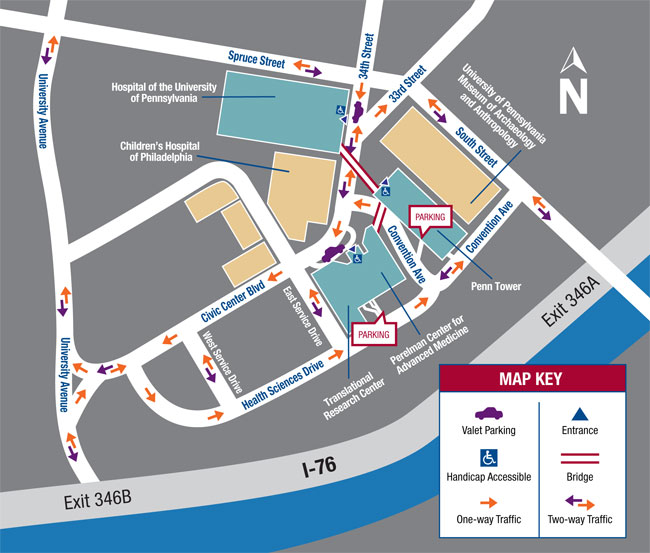 University Avenue
Spruce Street
34th Street
33rd Street
Hospital of the University
of Pennsylvania
University of Pennsylvania
Museum of Archaeology
and Anthropology
N
South Street
Children's Hospital
of Philadelphia
PARKING
Convention Ave
Convention Ave
Penn Tower
Civic Center Blvd
East Service Drive
Exit 346A
West Service Drive
PARKING
Perelman Center for
Advanced Medicine
University Avenue
Health Sciences Drive
Translational
Research Center
I-76
Exit 346B
MAP KEY
Valet Parking
Entrance
Handicap Accessible
Bridge
One-way Traffic
Two-way Traffic